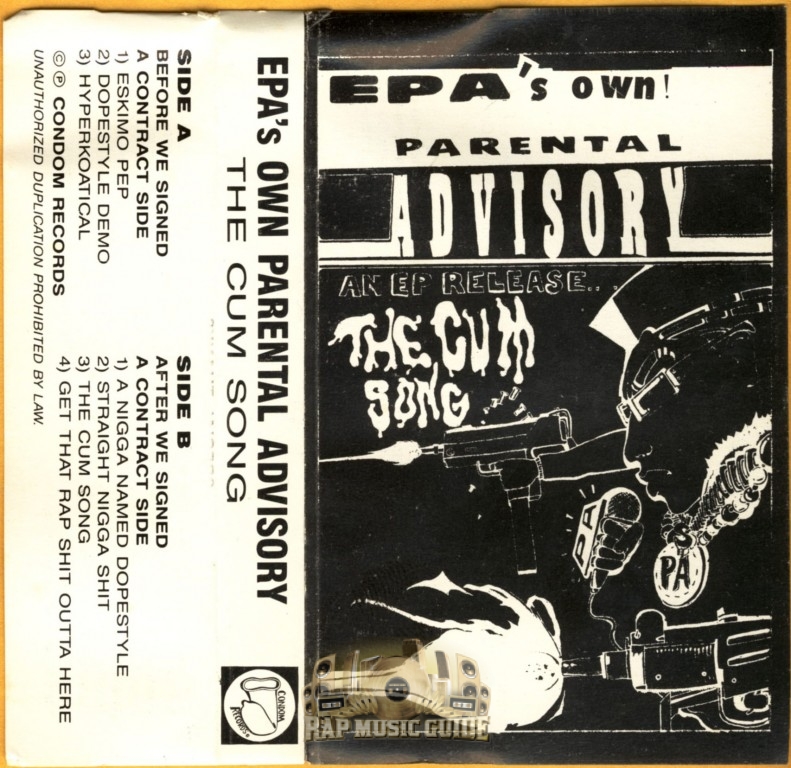 EPA's own!
PARENTAL
ADVISORY
AN EP RELEASE...
THE CUM
SONG
PA
PA
EPA's OWN PARENTAL ADVISORY
THE CUM SONG
CONDOM
RECORDS
SIDE A
BEFORE WE SIGNED
A CONTRACT SIDE
1) ESKIMO PEP
2) DOPESTYLE DEMO
3) HYPERKOATICAL
SIDE B
AFTER WE SIGNED
A CONTRACT SIDE
1) A NIGGA NAMED DOPESTYLE
2) STRAIGHT NIGGA SHIT
3) THE CUM SONG
4) GET THAT RAP SHIT OUTTA HERE
©℗ CONDOM RECORDS
UNAUTHORIZED DUPLICATION PROHIBITED BY LAW.
RAP MUSIC GUIDE